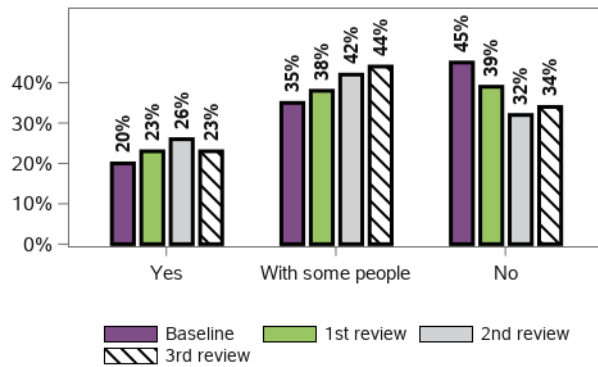 20% 23% 26% 23% 35% 38% 42% 44% 45% 39% 32% 34%
40%
30%
20%
10%
0%
Yes With some people No
Baseline 1st review 2nd review
3rd review